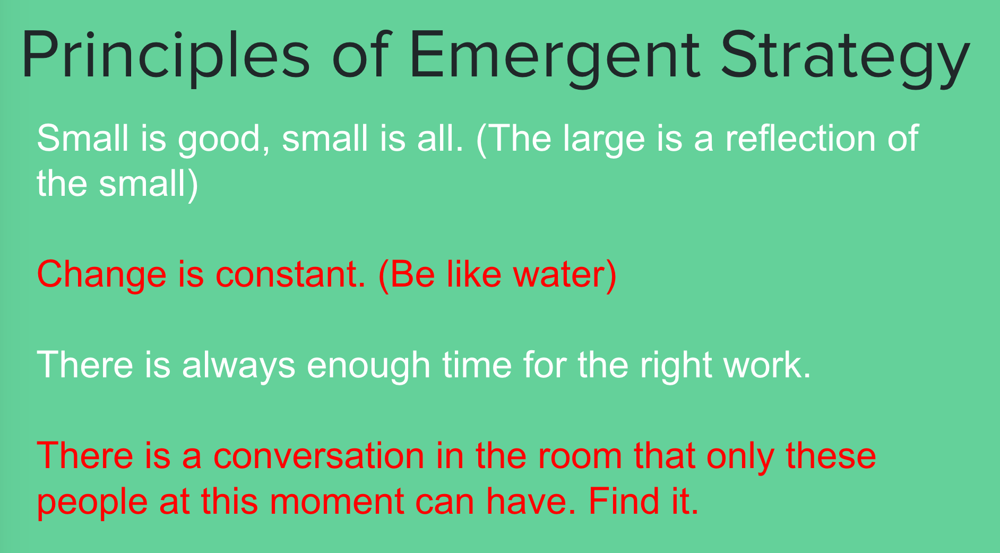 Principles of Emergent Strategy
Small is good, small is all. (The large is a reflection of
the small)
Change is constant. (Be like water)
There is always enough time for the right work.
There is a conversation in the room that only these
people at this moment can have. Find it.